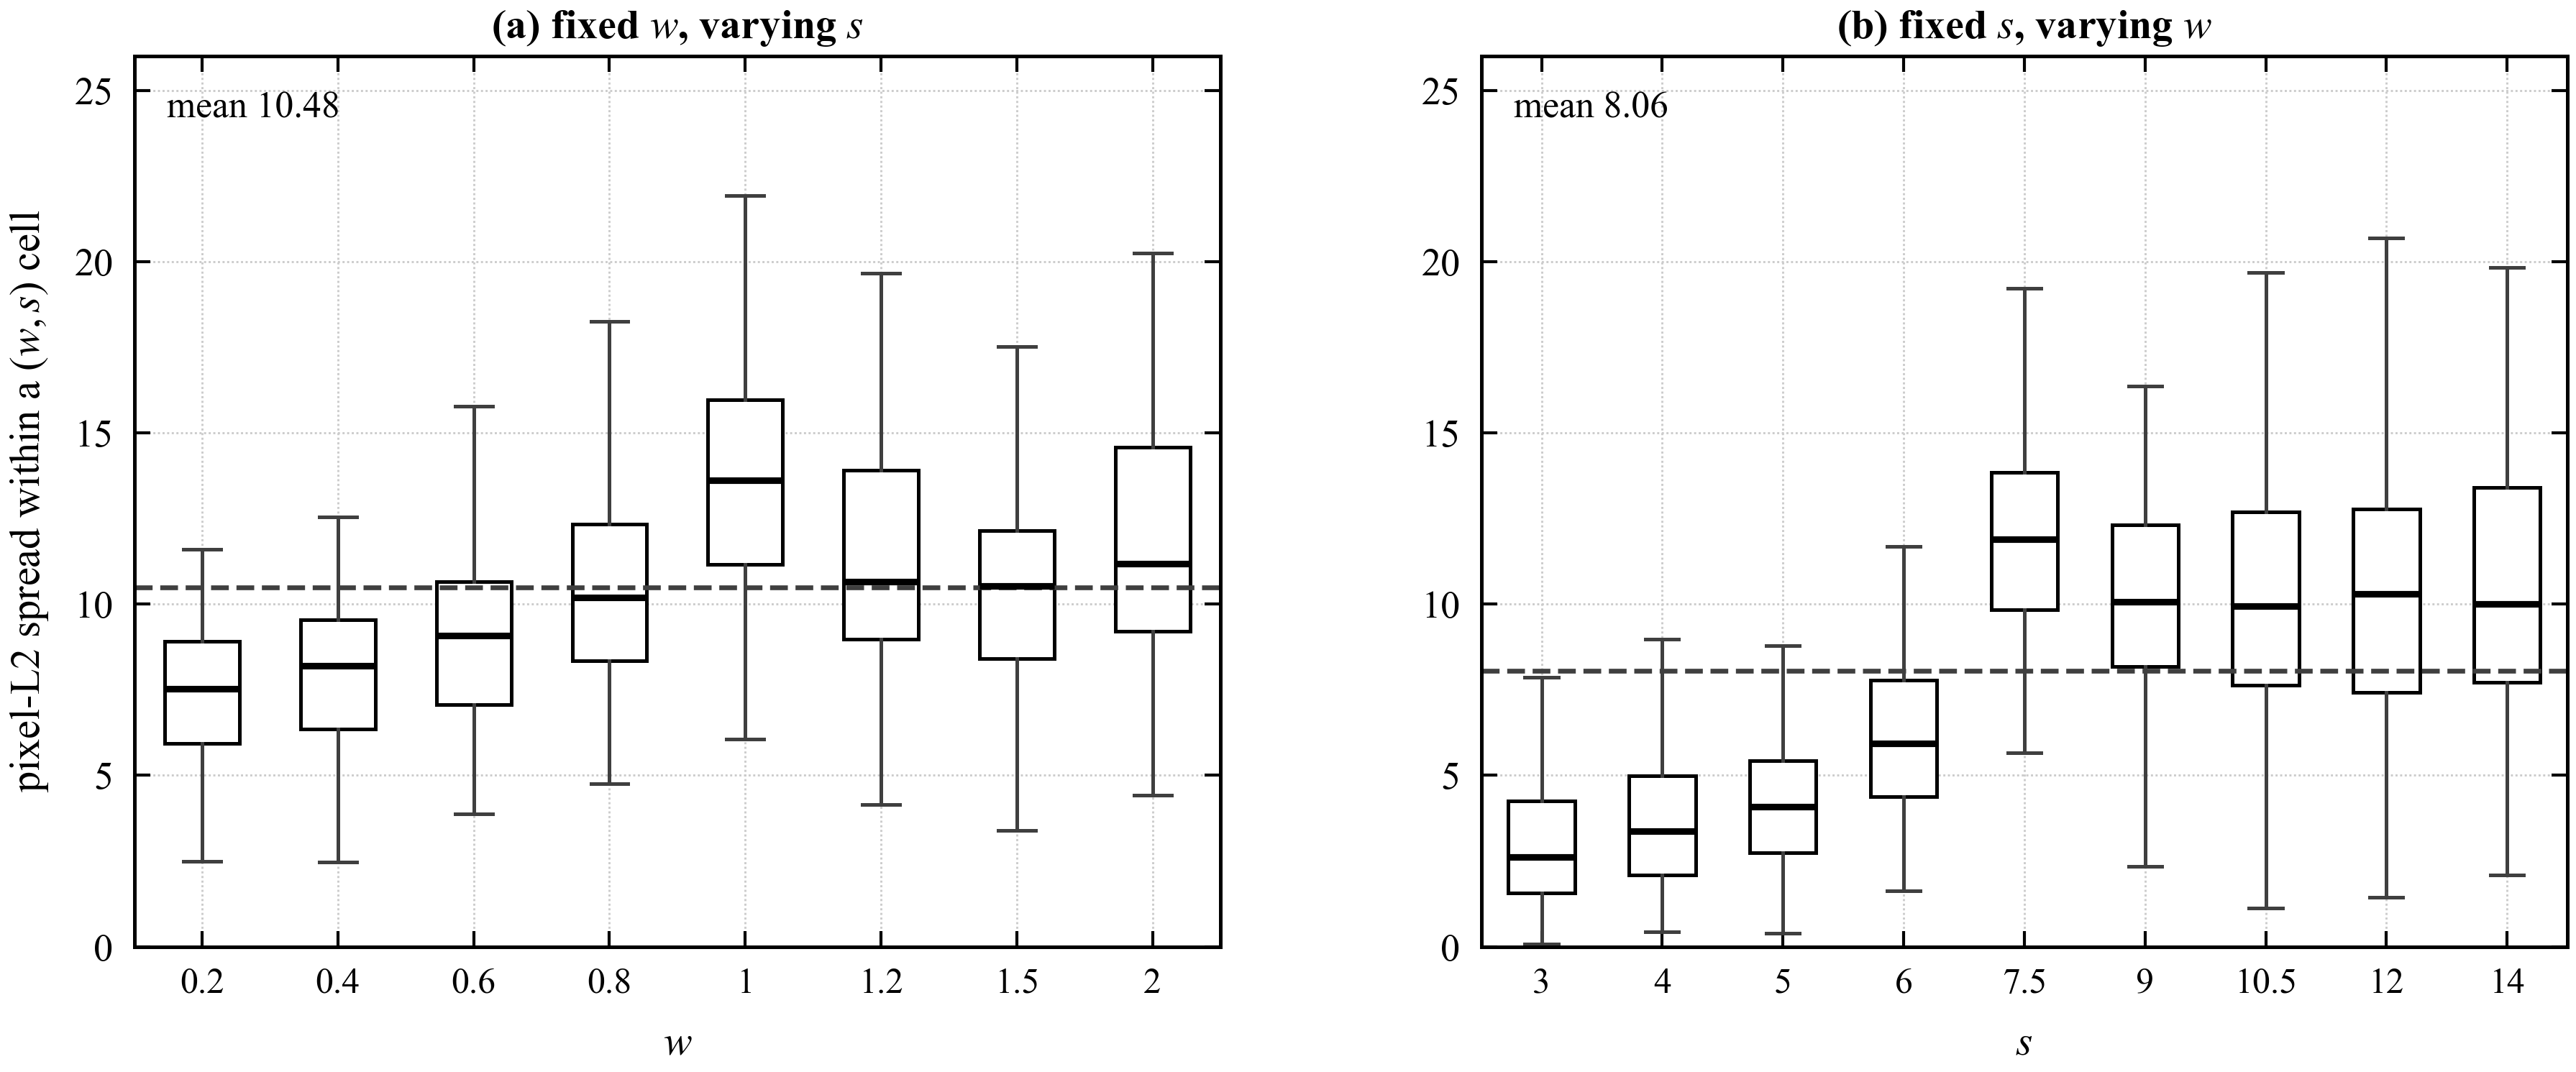 (a) fixed w, varying s
pixel-L2 spread within a (w,s) cell
25
20
15
10
5
0
mean 10.48
0.2 0.4 0.6 0.8 1 1.2 1.5 2
w
(b) fixed s, varying w
25
20
15
10
5
0
mean 8.06
3 4 5 6 7.5 9 10.5 12 14
s